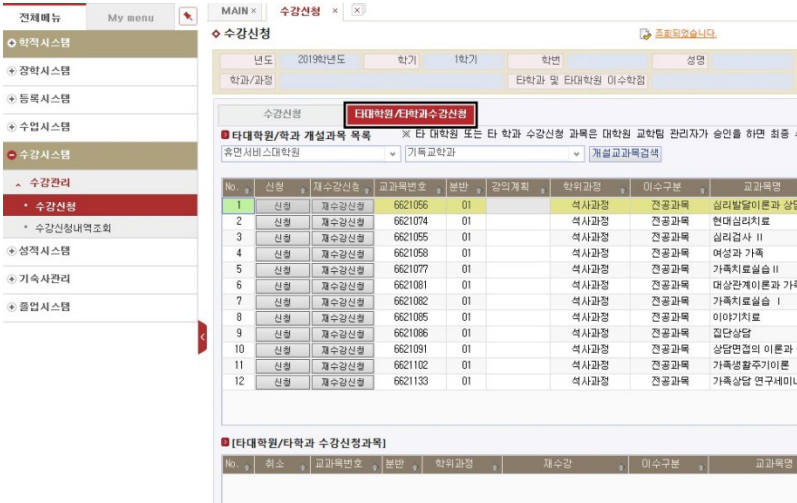 전체메뉴 My menu
학적시스템
장학시스템
등록시스템
수업시스템
수강시스템
수강관리
수강신청
수강신청내역조회
성적시스템
기숙사관리
졸업시스템
MAIN × 수강신청 ×
수강신청 조회되었습니다.
년도 2019학년도 학기 1학기 학번 성명
학과/과정 타학과 및 타대학원 이수학점
수강신청 타대학원/타학과수강신청
타대학원/학과 개설과목 목록 ※ 타 대학원 또는 타 학과 수강신청 과목은 대학원 교학팀 관리자가 승인을 하면 최종
휴먼서비스대학원 기독교학과 개설교과목검색
No. 신청 재수강신청 교과목번호 분반 강의계획 학위과정 이수구분 교과목명
1 신청 재수강신청 6621056 01 석사과정 전공과목 심리발달이론과 상담
2 신청 재수강신청 6621074 01 석사과정 전공과목 현대심리치료
3 신청 재수강신청 6621055 01 석사과정 전공과목 심리검사 II
4 신청 재수강신청 6621058 01 석사과정 전공과목 여성과 가족
5 신청 재수강신청 6621077 01 석사과정 전공과목 가족치료실습 II
6 신청 재수강신청 6621081 01 석사과정 전공과목 대상관계이론과 가족
7 신청 재수강신청 6621082 01 석사과정 전공과목 가족치료실습 I
8 신청 재수강신청 6621085 01 석사과정 전공과목 이야기치료
9 신청 재수강신청 6621086 01 석사과정 전공과목 집단상담
10 신청 재수강신청 6621091 01 석사과정 전공과목 상담면접의 이론과
11 신청 재수강신청 6621102 01 석사과정 전공과목 가족생활주기이론
12 신청 재수강신청 6621133 01 석사과정 전공과목 가족상담 연구세미나
[타대학원/타학과 수강신청과목]
No. 취소 교과목번호 분반 학위과정 재수강 이수구분 교과목명